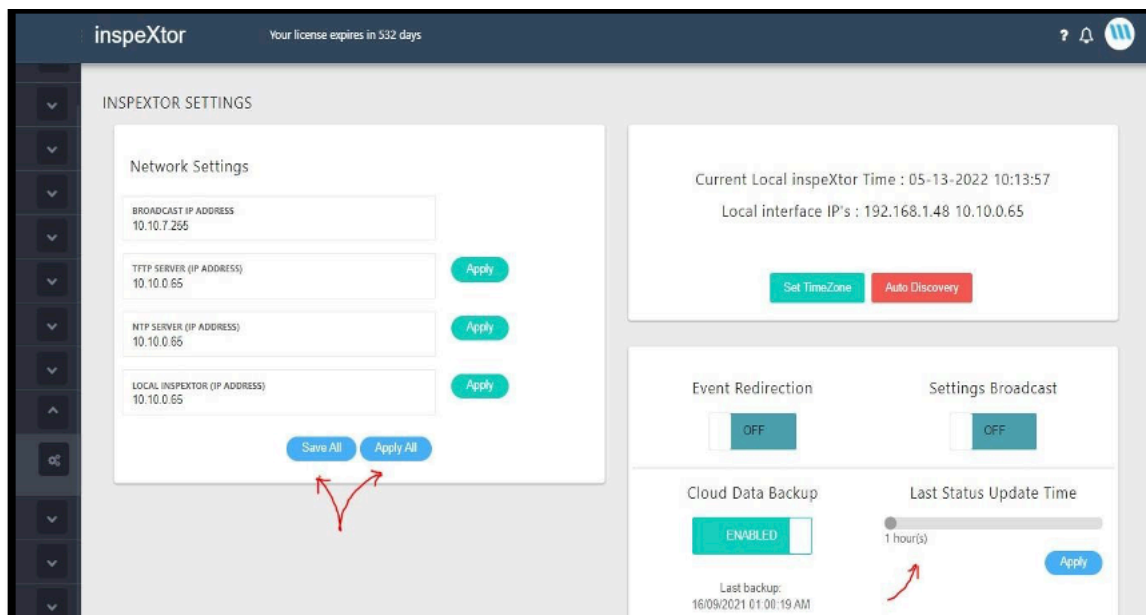 inspeXtor
Your license expires in 532 days
?
INSPEXTOR SETTINGS
Network Settings
BROADCAST IP ADDRESS
10.10.7.255
TFTP SERVER (IP ADDRESS)
10.10.0.65
Apply
NTP SERVER (IP ADDRESS)
10.10.0.65
Apply
LOCAL INSPEXTOR (IP ADDRESS)
10.10.0.65
Apply
Save All Apply All
Current Local inspeXtor Time : 05-13-2022 10:13:57
Local interface IP's : 192.168.1.48 10.10.0.65
Set TimeZone Auto Discovery
Event Redirection Settings Broadcast
OFF OFF
Cloud Data Backup Last Status Update Time
ENABLED
1 hour(s)
Apply
Last backup:
16/09/2021 01:00:19 AM